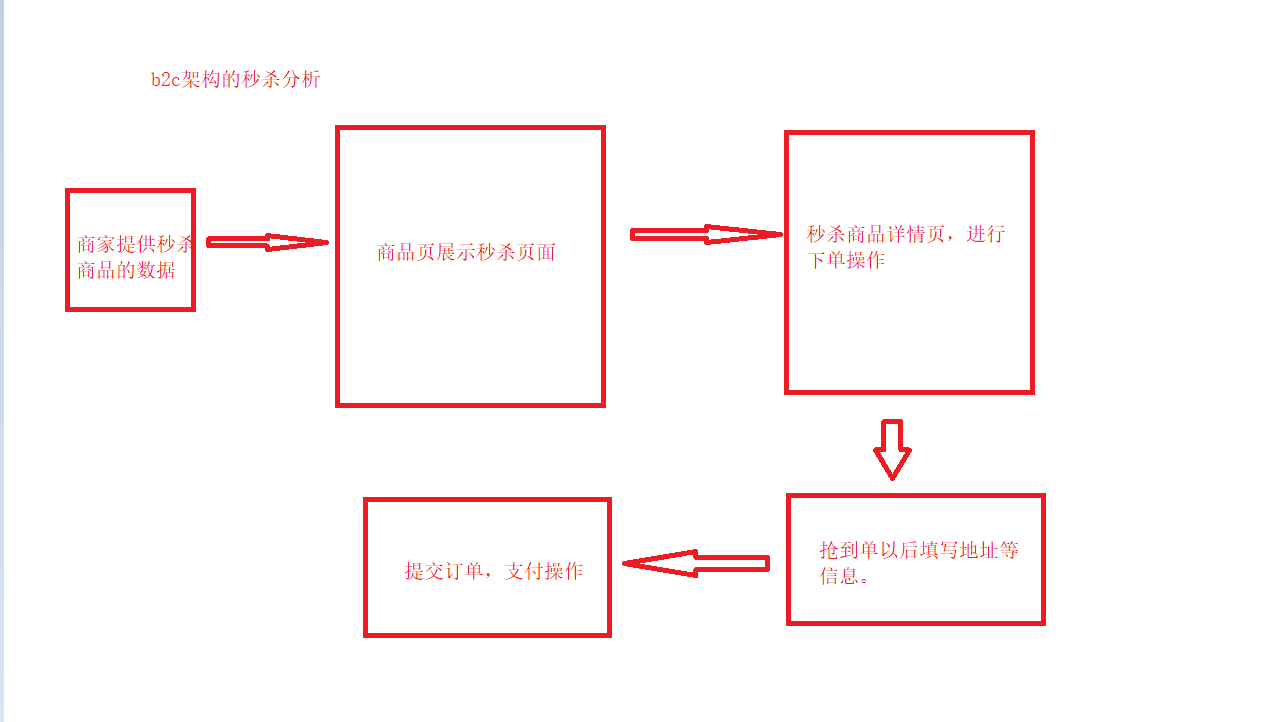 b2c架构的秒杀分析
商家提供秒杀
商品的数据
商品页展示秒杀页面
秒杀商品详情页，进行
下单操作
抢到单以后填写地址等
信息。
提交订单，支付操作